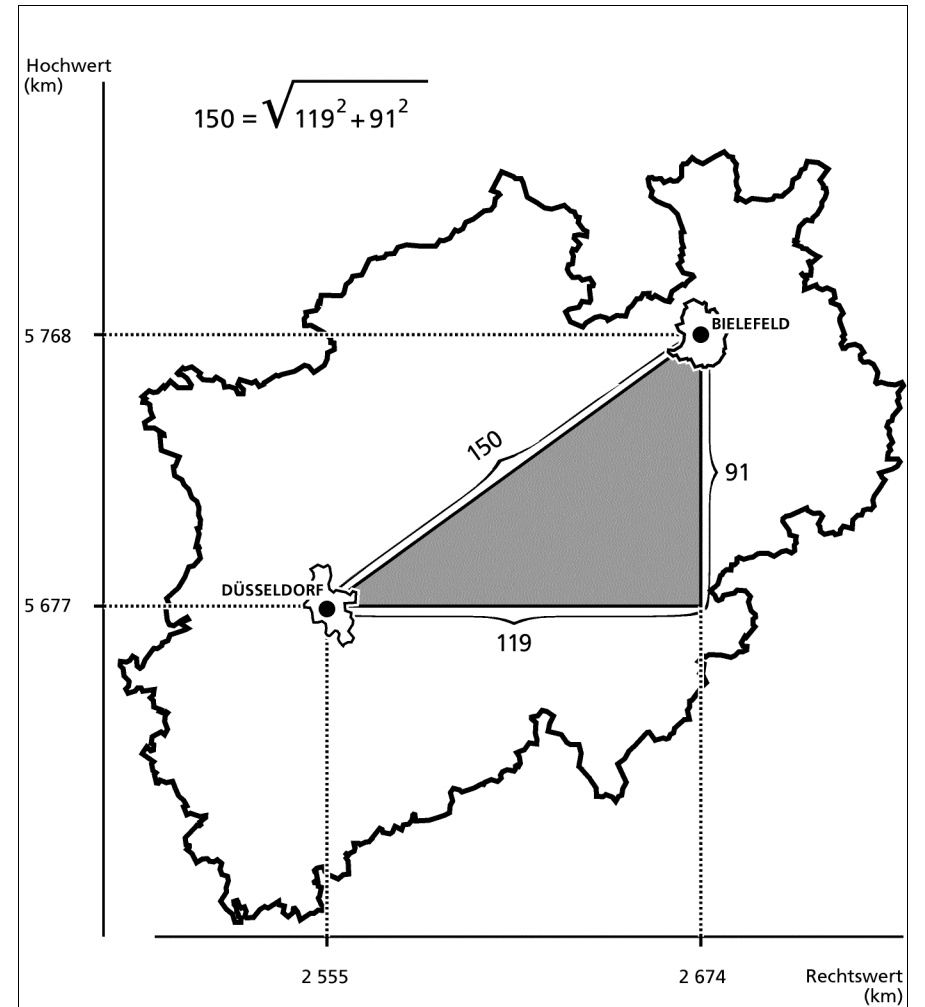 Hochwert
(km)
150 = √119² + 91²
BIELEFELD
5 768
150
91
DÜSSELDORF
5 677
119
2 555
2 674
Rechtswert
(km)